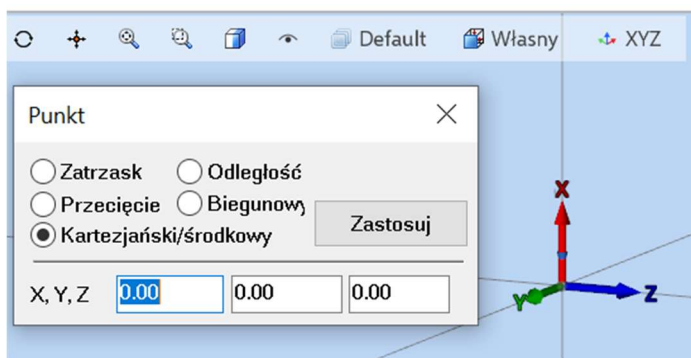 Default Własny XYZ
Punkt
Zatrzask Odległość
Przecięcie Biegunowy
Kartezjański/środkowy Zastosuj
X, Y, Z 0.00 0.00 0.00
X
Y Z